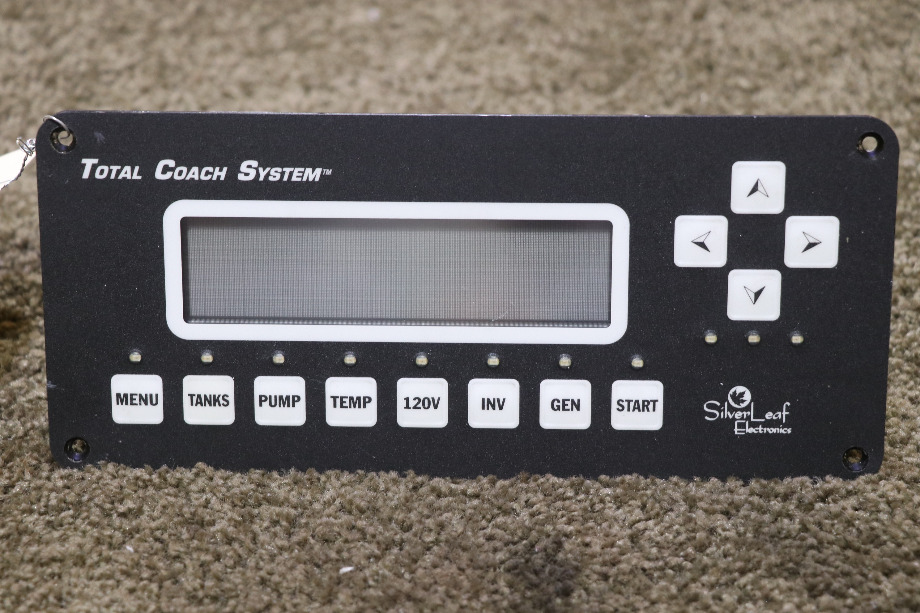 Total Coach System™
MENU TANKS PUMP TEMP 120V INV GEN START
SilverLeaf
Electronics